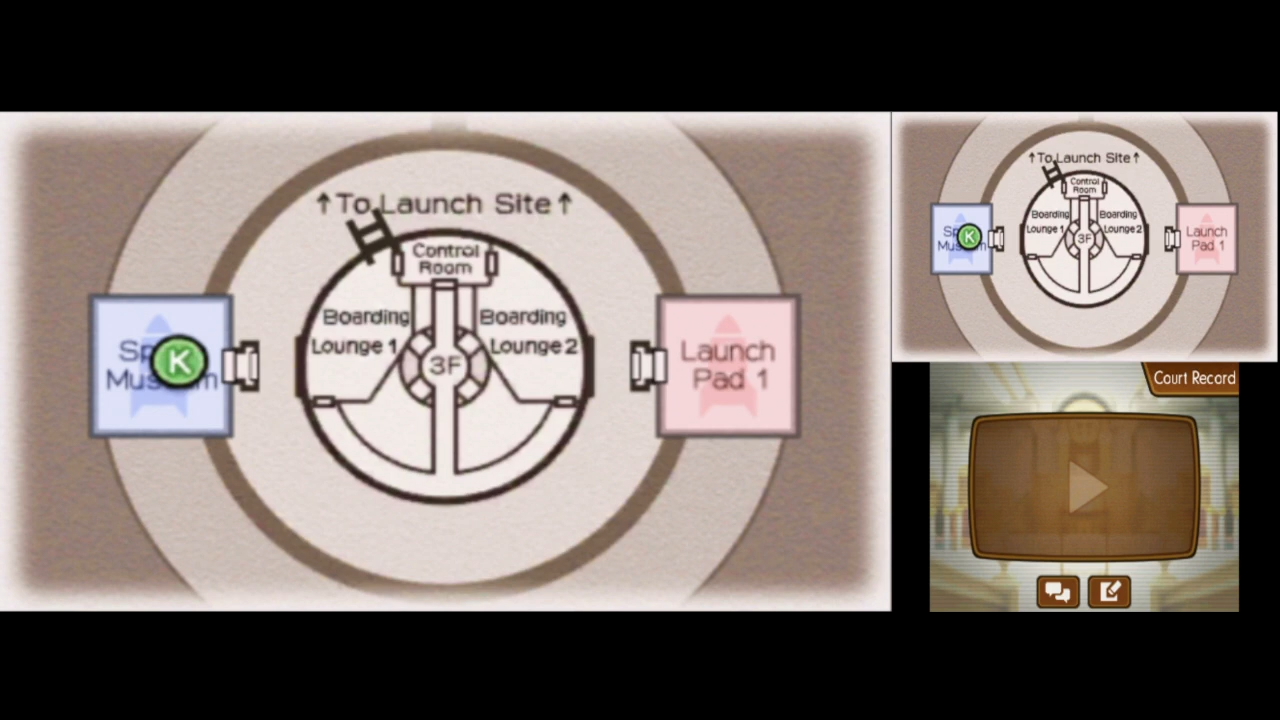 ↑To Launch Site↑
Control
Room
Boarding
Lounge 1
Boarding
Lounge 2
3F
K
Launch
Pad 1
↑To Launch Site↑
Control
Room
Boarding
Lounge 1
Boarding
Lounge 2
3F
K
Launch
Pad 1
Court Record